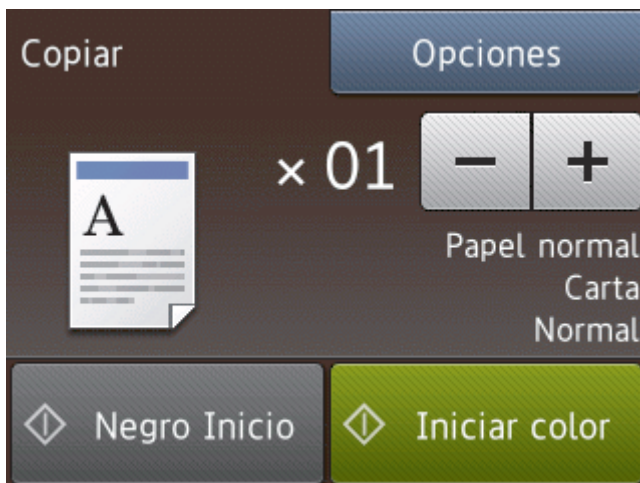 Copiar
Opciones
× 01
− +
A
Papel normal
Carta
Normal
Negro Inicio
Iniciar color